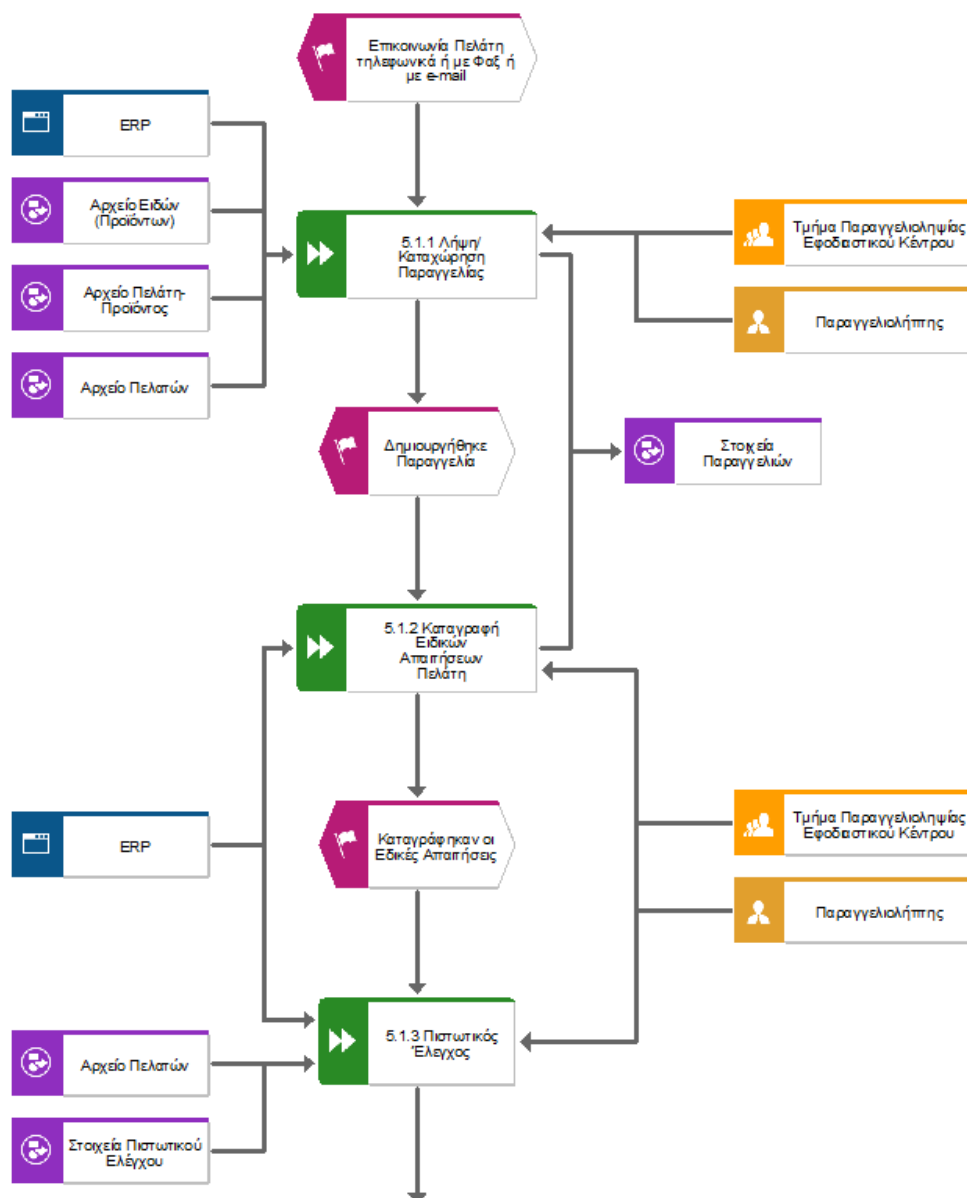 Επικοινωνία Πελάτη
τηλεφωνκά ή με Φαξ ή
με e-mail
ERP
Αρχείο Ειδών
(Προϊόντων)
Αρχείο Πελάτη-
Προϊόντος
Αρχείο Πελατών
5.1.1 Λήψη/
Καταχώρηση
Παραγγελίας
Τμήμα Παραγγελιοληψίας
Εφοδιαστικού Κέντρου
Παραγγελιολήπτης
Δημιουργήθηκε
Παραγγελία
Στοιχεία
Παραγγελιών
5.1.2 Καταγραφή
Ειδικών
Απαιτήσεων
Πελάτη
ERP
Καταγράφηκαν οι
Εδικές Απαιτήσεις
Τμήμα Παραγγελιοληψίας
Εφοδιαστικού Κέντρου
Παραγγελιολήπτης
5.1.3 Πιστωτικός
Έλεγχος
Αρχείο Πελατών
Στοιχεία Πιστωτικού
Ελέγχου